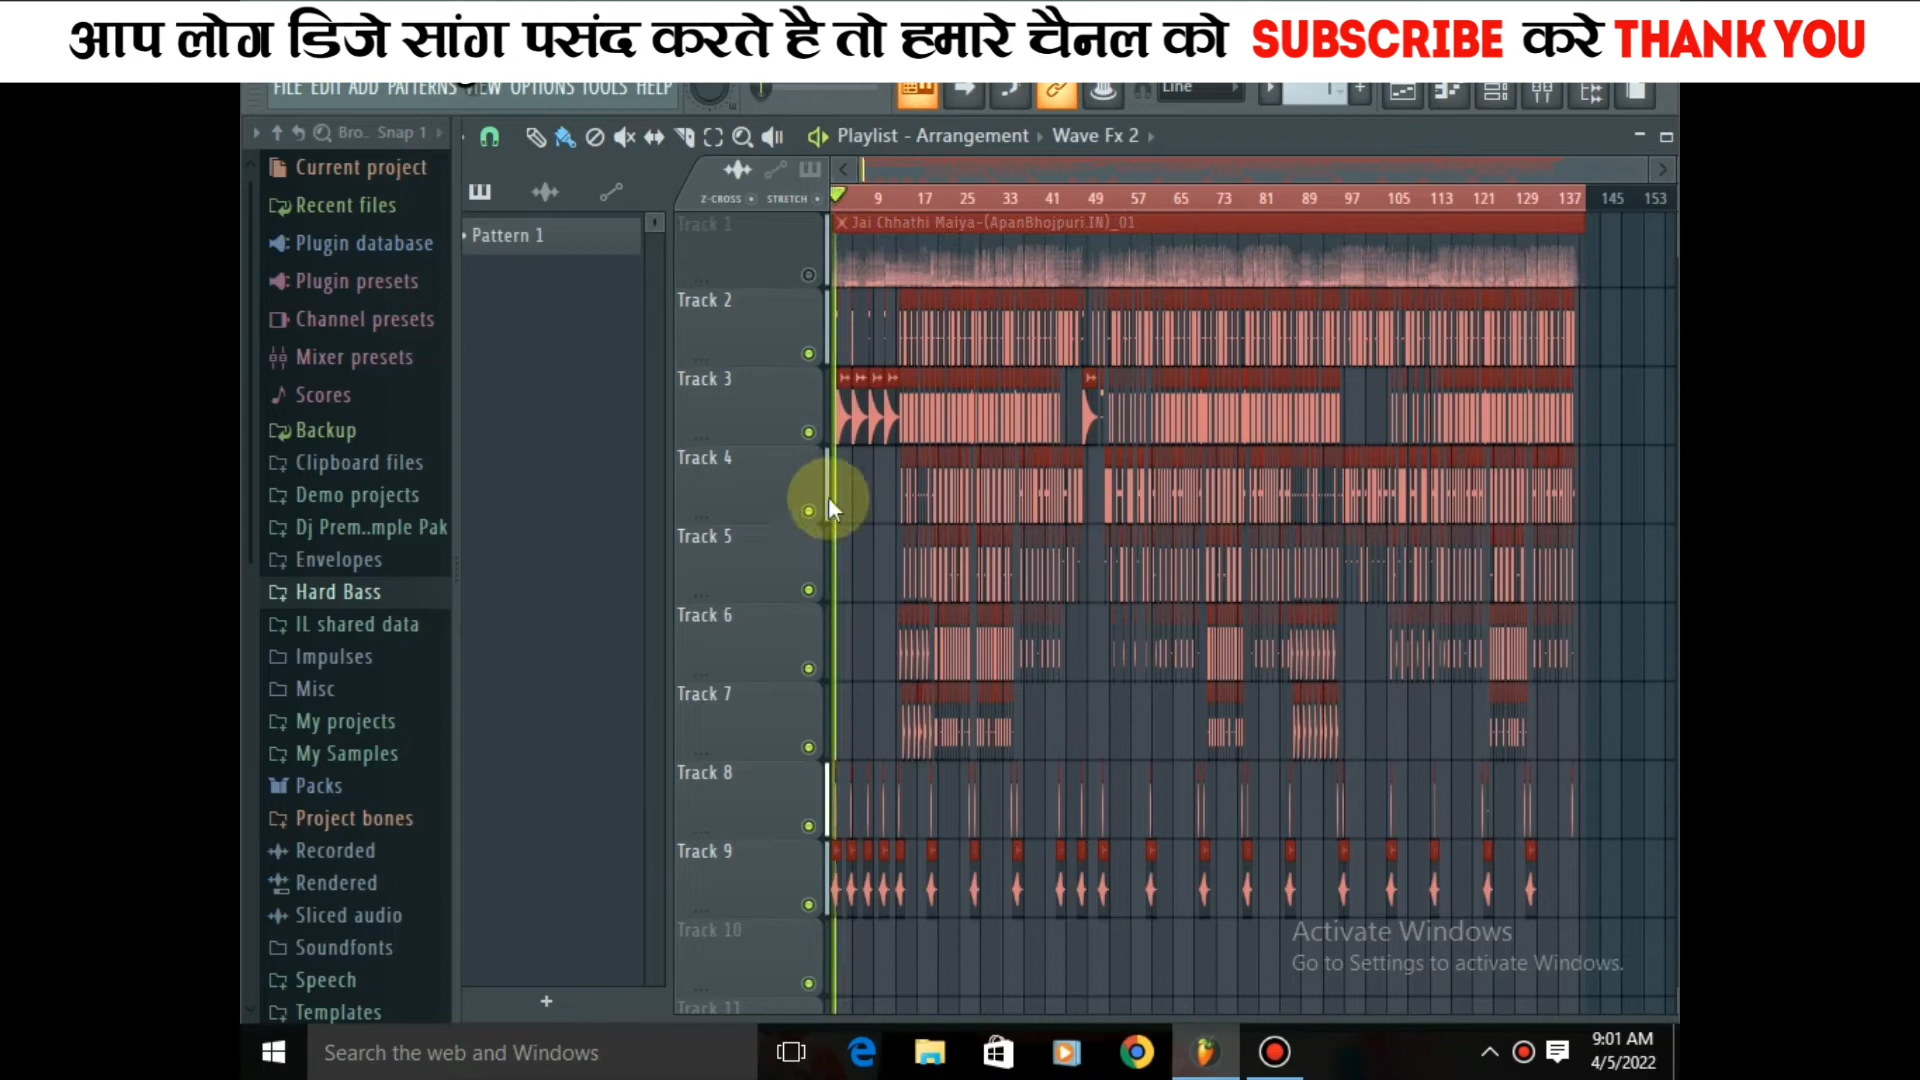 आप लोग डिजे सांग पसंद करते है तो हमारे चैनल को SUBSCRIBE करे THANK YOU
FILE EDIT ADD PATTERNS VIEW OPTIONS TOOLS HELP
Line
Bro.. Snap 1
Playlist - Arrangement Wave Fx 2
Z-CROSS STRETCH
9 17 25 33 41 49 57 65 73 81 89 97 105 113 121 129 137 145 153
Current project
Recent files
Plugin database
Plugin presets
Channel presets
Mixer presets
Scores
Backup
Clipboard files
Demo projects
Dj Prem..mple Pak
Envelopes
Hard Bass
IL shared data
Impulses
Misc
My projects
My Samples
Packs
Project bones
Recorded
Rendered
Sliced audio
Soundfonts
Speech
Templates
Pattern 1
+
Track 1
Jai Chhathi Maiya-(ApanBhojpuri.IN)_01
Track 2
Track 3
Track 4
Track 5
Track 6
Track 7
Track 8
Track 9
Track 10
Track 11
Activate Windows
Go to Settings to activate Windows.
Search the web and Windows
9:01 AM
4/5/2022